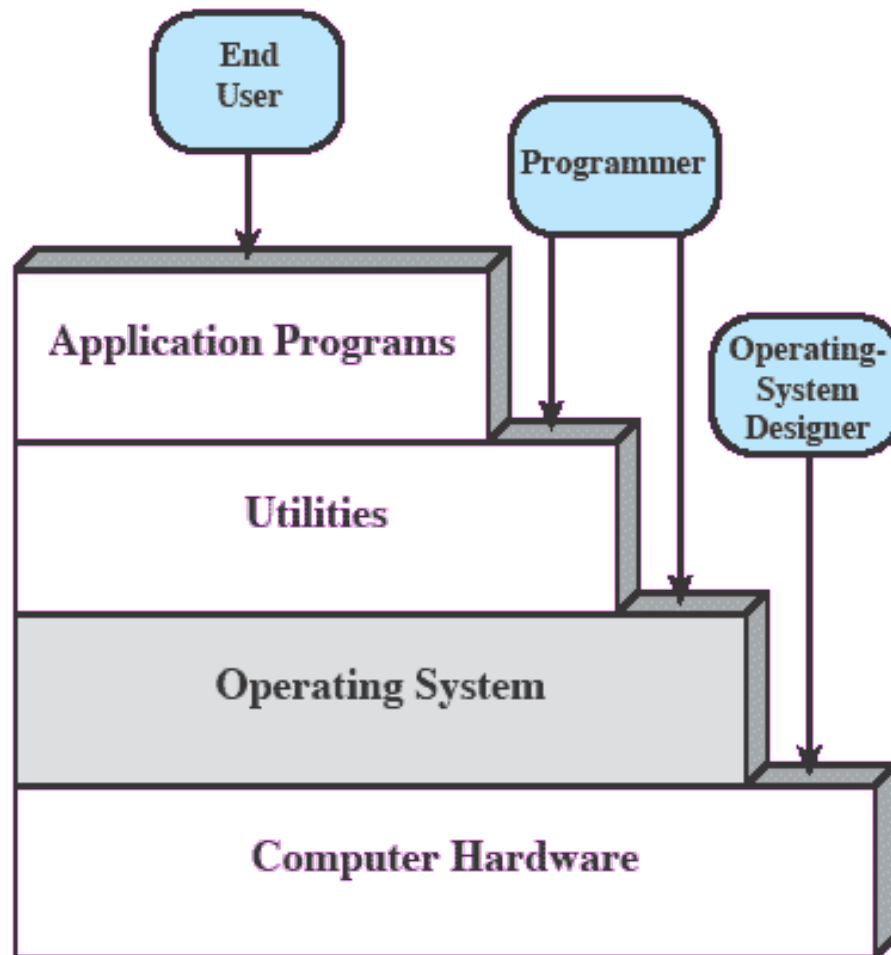 End
User
Programmer
Operating-
System
Designer
Application Programs
Utilities
Operating System
Computer Hardware